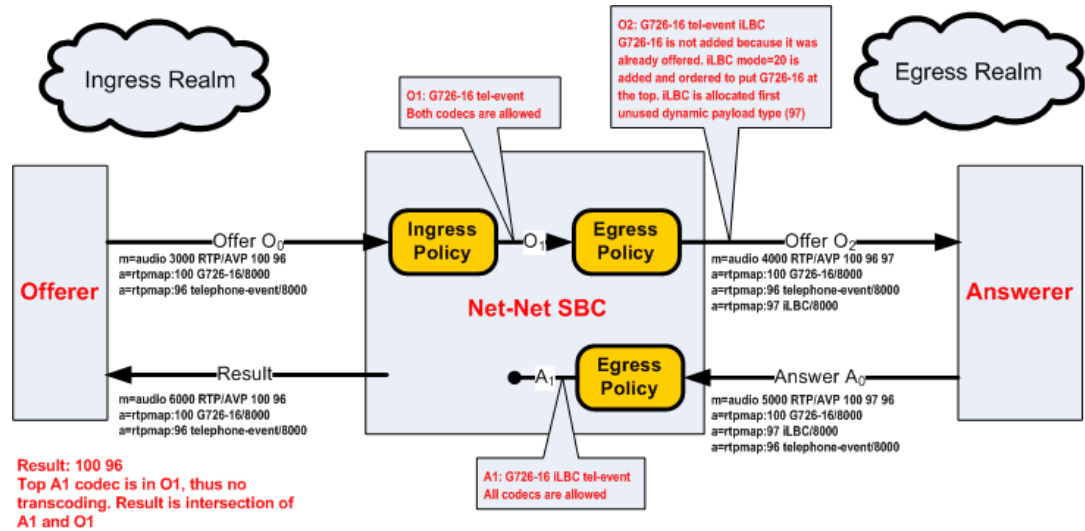 Ingress Realm
Egress Realm
O1: G726-16 tel-event
Both codecs are allowed
O2: G726-16 tel-event iLBC
G726-16 is not added because it was
already offered. iLBC mode=20 is
added and ordered to put G726-16 at
the top. iLBC is allocated first
unused dynamic payload type (97)
Offerer
Offer O0
m=audio 3000 RTP/AVP 100 96
a=rtpmap:100 G726-16/8000
a=rtpmap:96 telephone-event/8000
Ingress
Policy
O1
Egress
Policy
Net-Net SBC
Offer O2
m=audio 4000 RTP/AVP 100 96 97
a=rtpmap:100 G726-16/8000
a=rtpmap:96 telephone-event/8000
a=rtpmap:97 iLBC/8000
Answerer
Result
m=audio 6000 RTP/AVP 100 96
a=rtpmap:100 G726-16/8000
a=rtpmap:96 telephone-event/8000
A1
Egress
Policy
Answer A0
m=audio 5000 RTP/AVP 100 97 96
a=rtpmap:100 G726-16/8000
a=rtpmap:97 iLBC/8000
a=rtpmap:96 telephone-event/8000
Result: 100 96
Top A1 codec is in O1, thus no
transcoding. Result is intersection of
A1 and O1
A1: G726-16 iLBC tel-event
All codecs are allowed